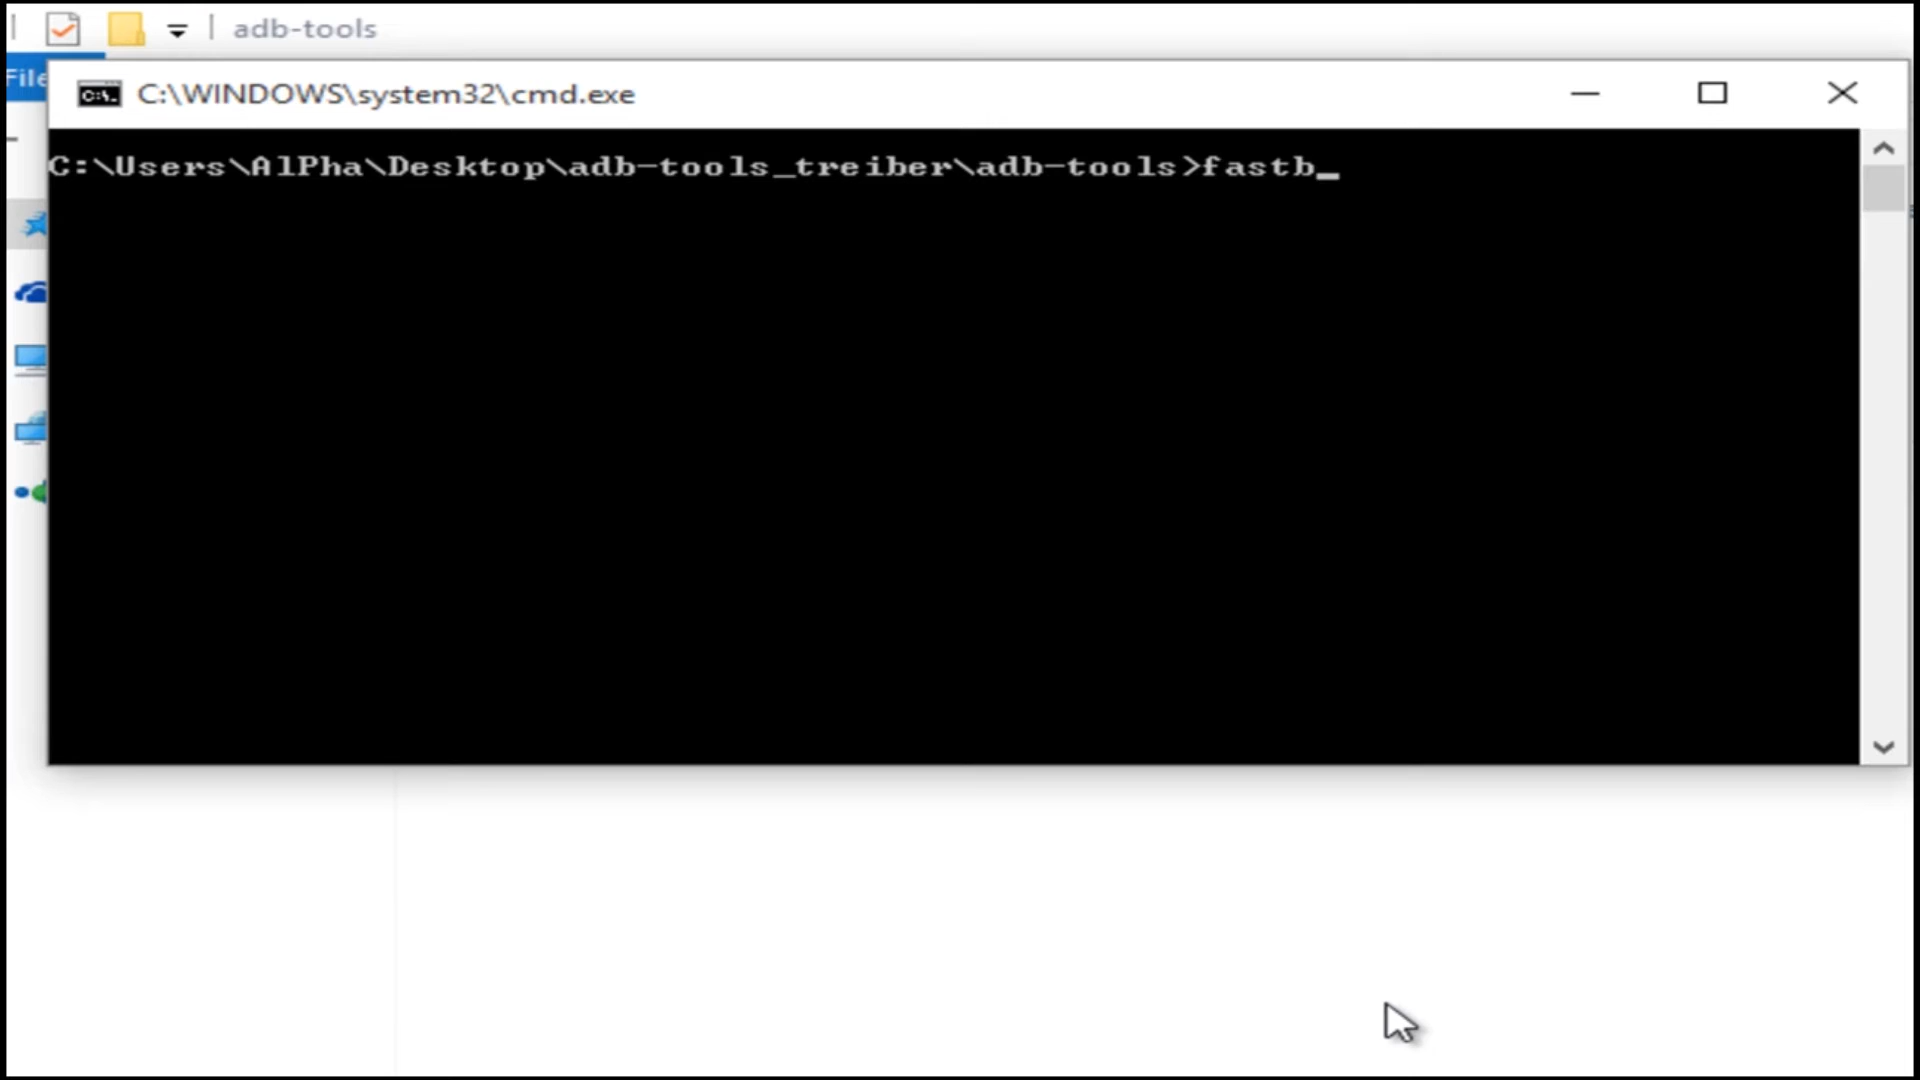 adb-tools
File
C:\WINDOWS\system32\cmd.exe
C:\Users\AlPha\Desktop\adb-tools_treiber\adb-tools>fastb_